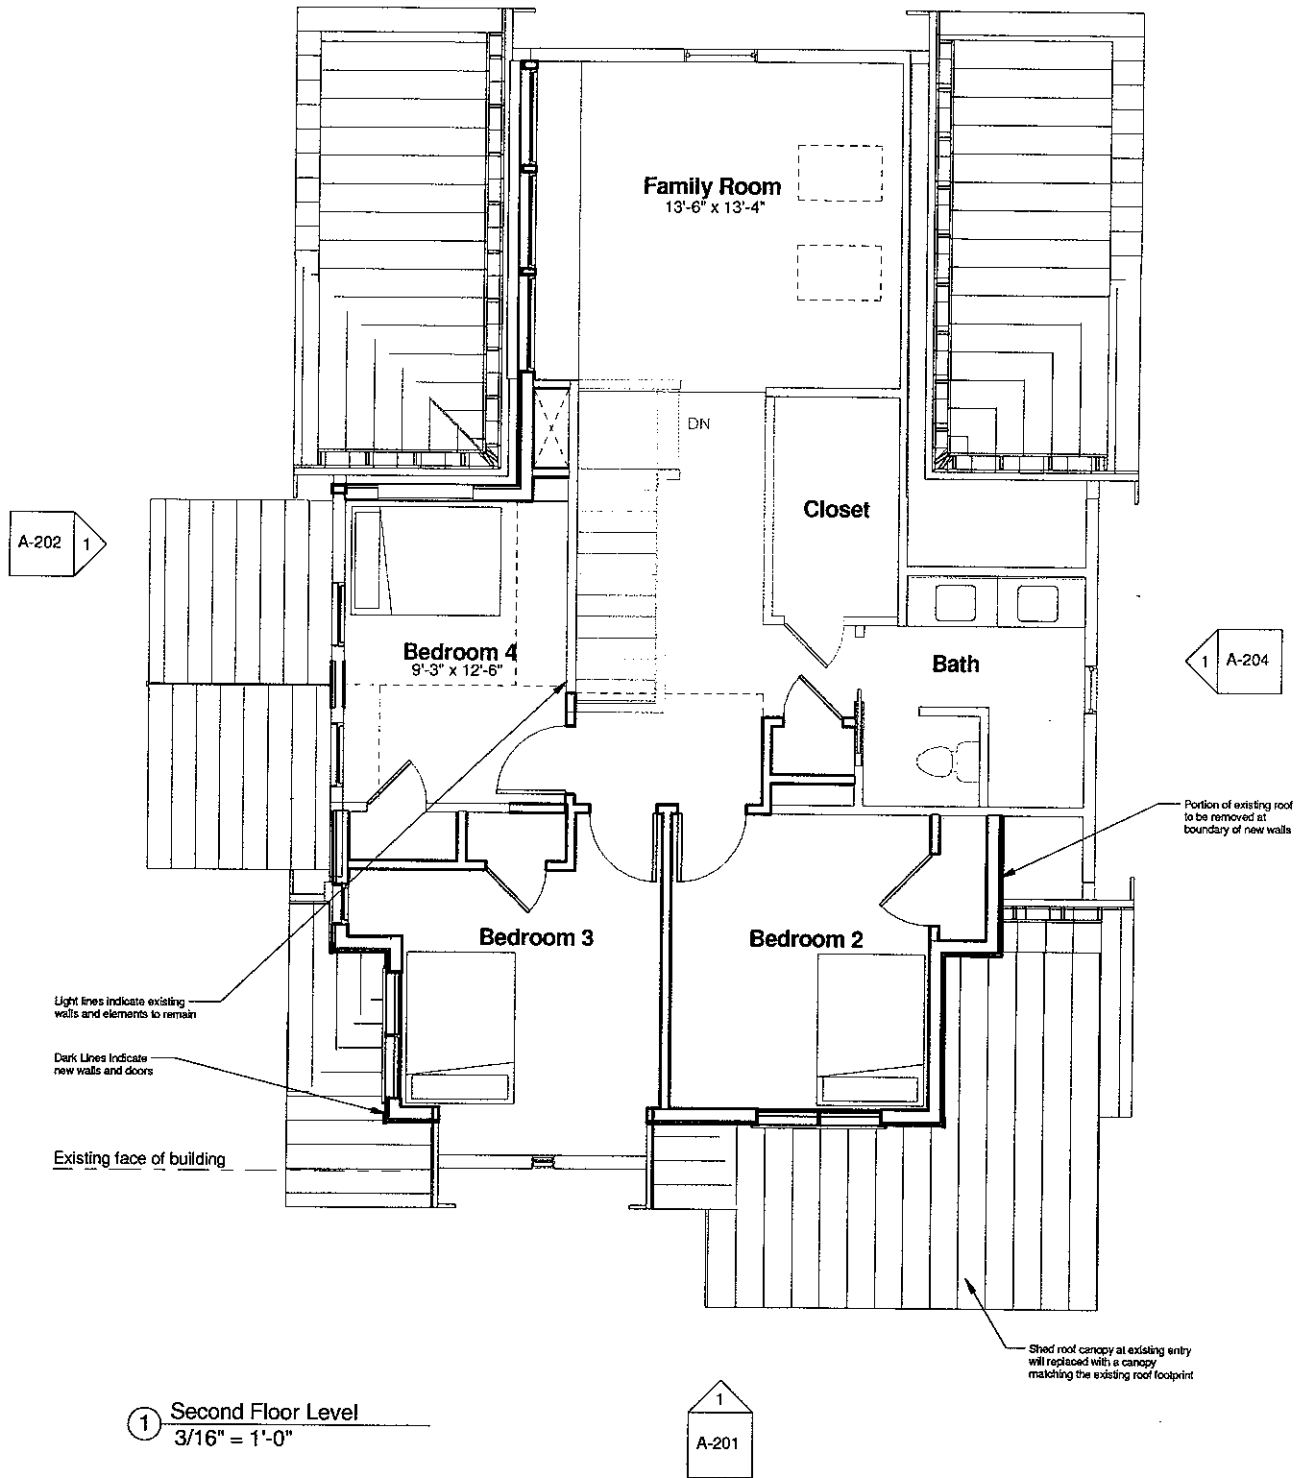 Family Room
13'-6" x 13'-4"
DN
Closet
A-202
1
Bedroom 4
9'-3" x 12'-6"
Bath
1
A-204
Portion of existing roof
to be removed at
boundary of new walls
Bedroom 3
Bedroom 2
Light lines indicate existing
walls and elements to remain
Dark Lines Indicate
new walls and doors
Existing face of building
Shed roof canopy at existing entry
will replaced with a canopy
matching the existing roof footprint
1
Second Floor Level
3/16" = 1'-0"
1
A-201